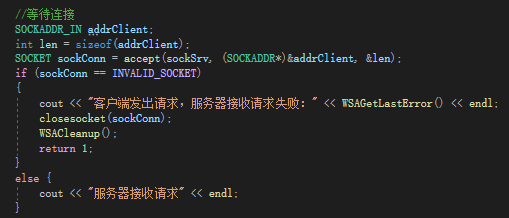 //等待连接
SOCKADDR_IN addrClient;
int len = sizeof(addrClient);
SOCKET sockConn = accept(sockSrv, (SOCKADDR*)&addrClient, &len);
if (sockConn == INVALID_SOCKET)
{
cout << "客户端发出请求，服务器接收请求失败：" << WSAGetLastError() << endl;
closesocket(sockConn);
WSACleanup();
return 1;
}
else {
cout << "服务器接收请求" << endl;
}